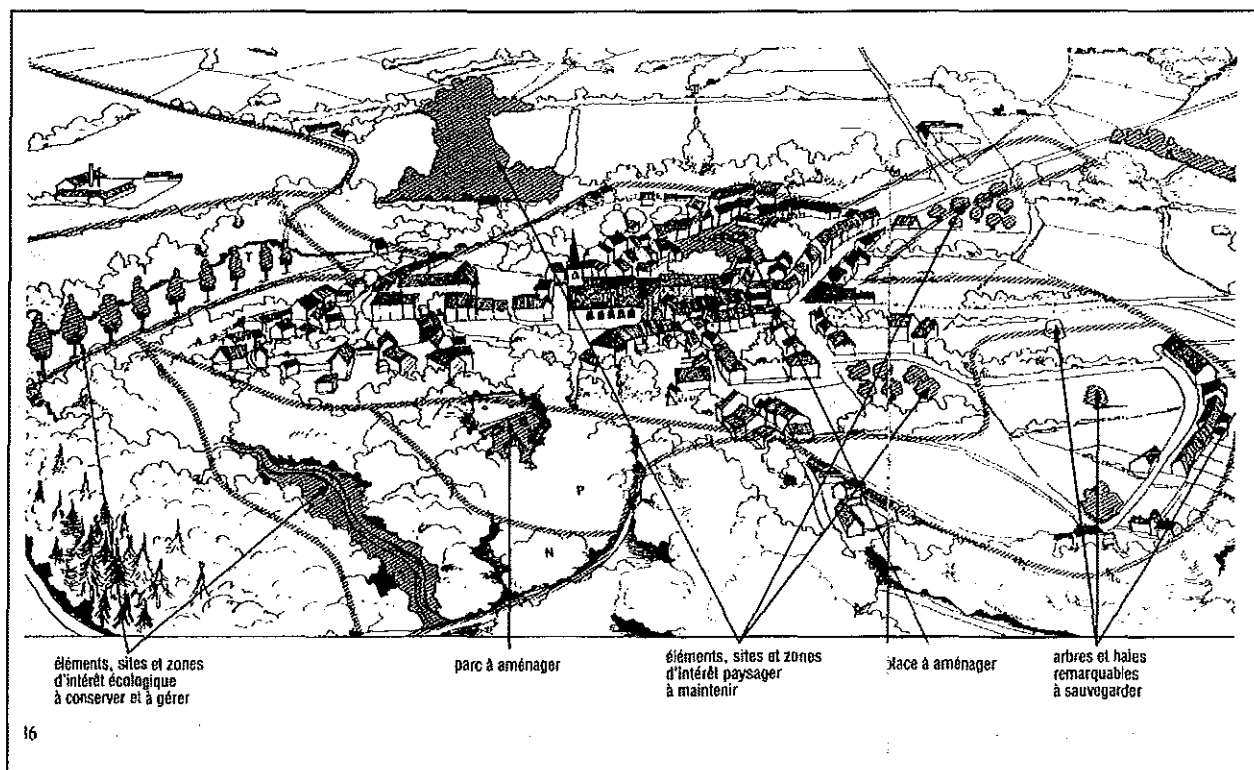 T
P
N
éléments, sites et zones
d'intérêt écologique
à conserver et à gérer
parc à aménager
éléments, sites et zones
d'intérêt paysager
à maintenir
place à aménager
arbres et haies
remarquables
à sauvegarder
16